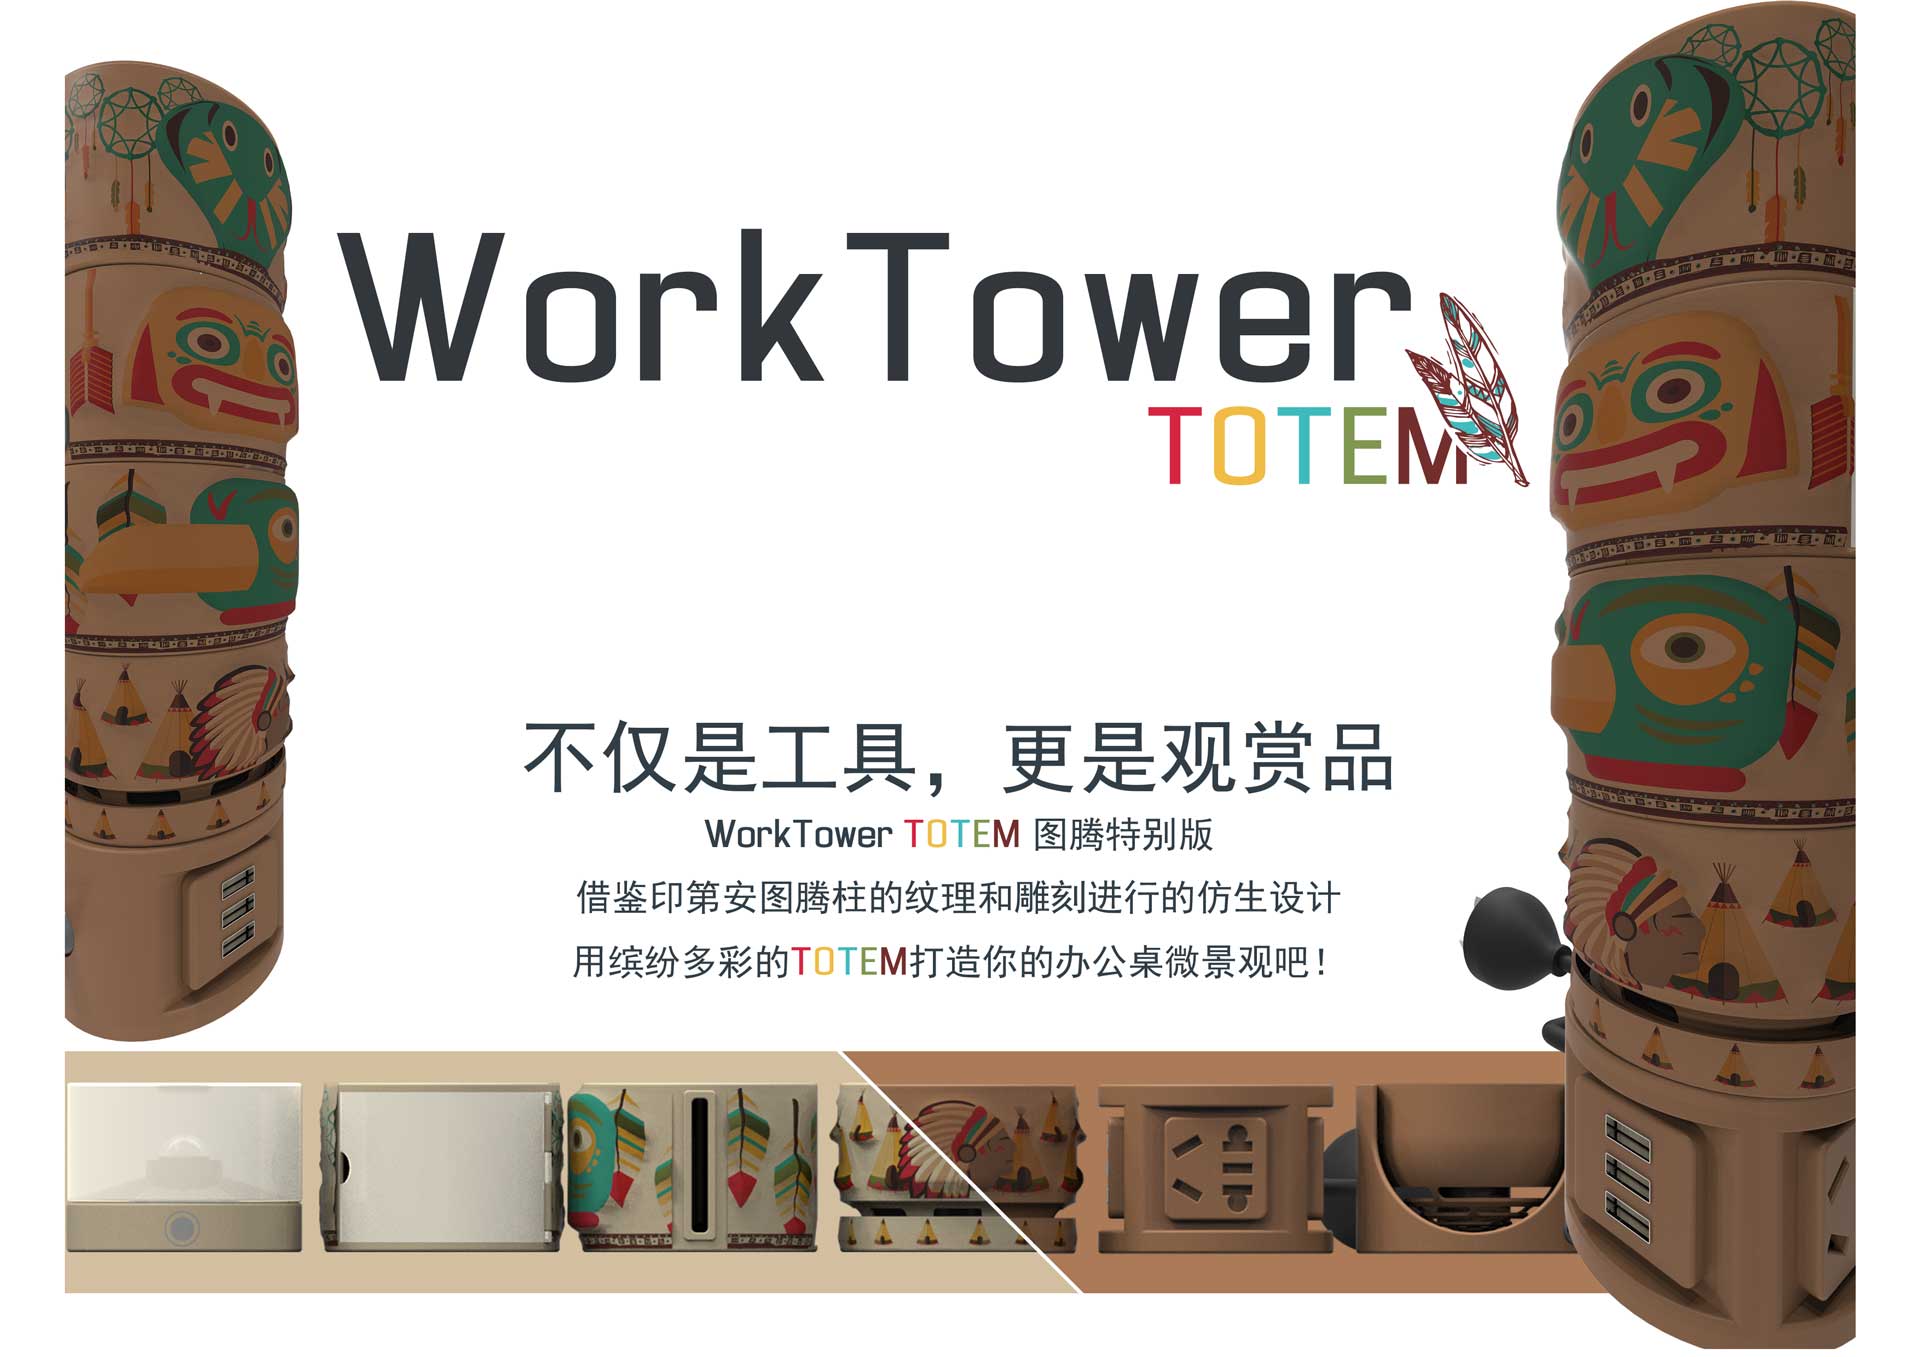 WorkTower
TOTEM
不仅是工具，更是观赏品
WorkTower TOTEM 图腾特别版
借鉴印第安图腾柱的纹理和雕刻进行的仿生设计
用缤纷多彩的TOTEM打造你的办公桌微景观吧！